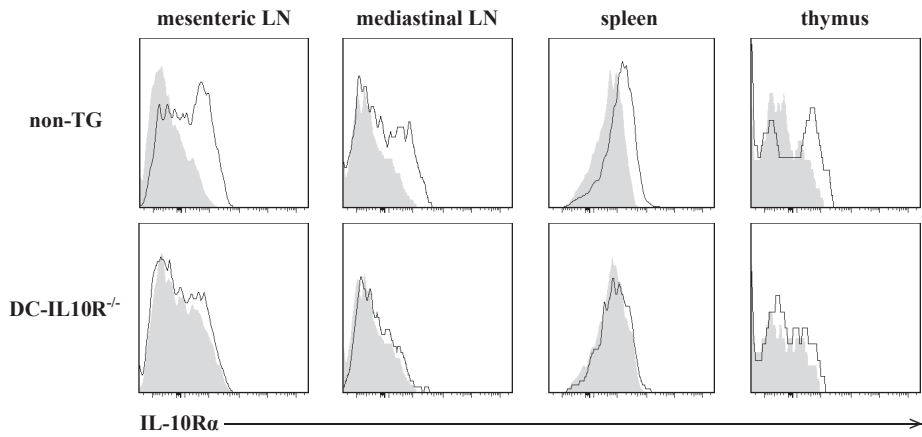 mesenteric LN mediastinal LN spleen thymus
non-TG
DC-IL10R-/-
IL-10Rα